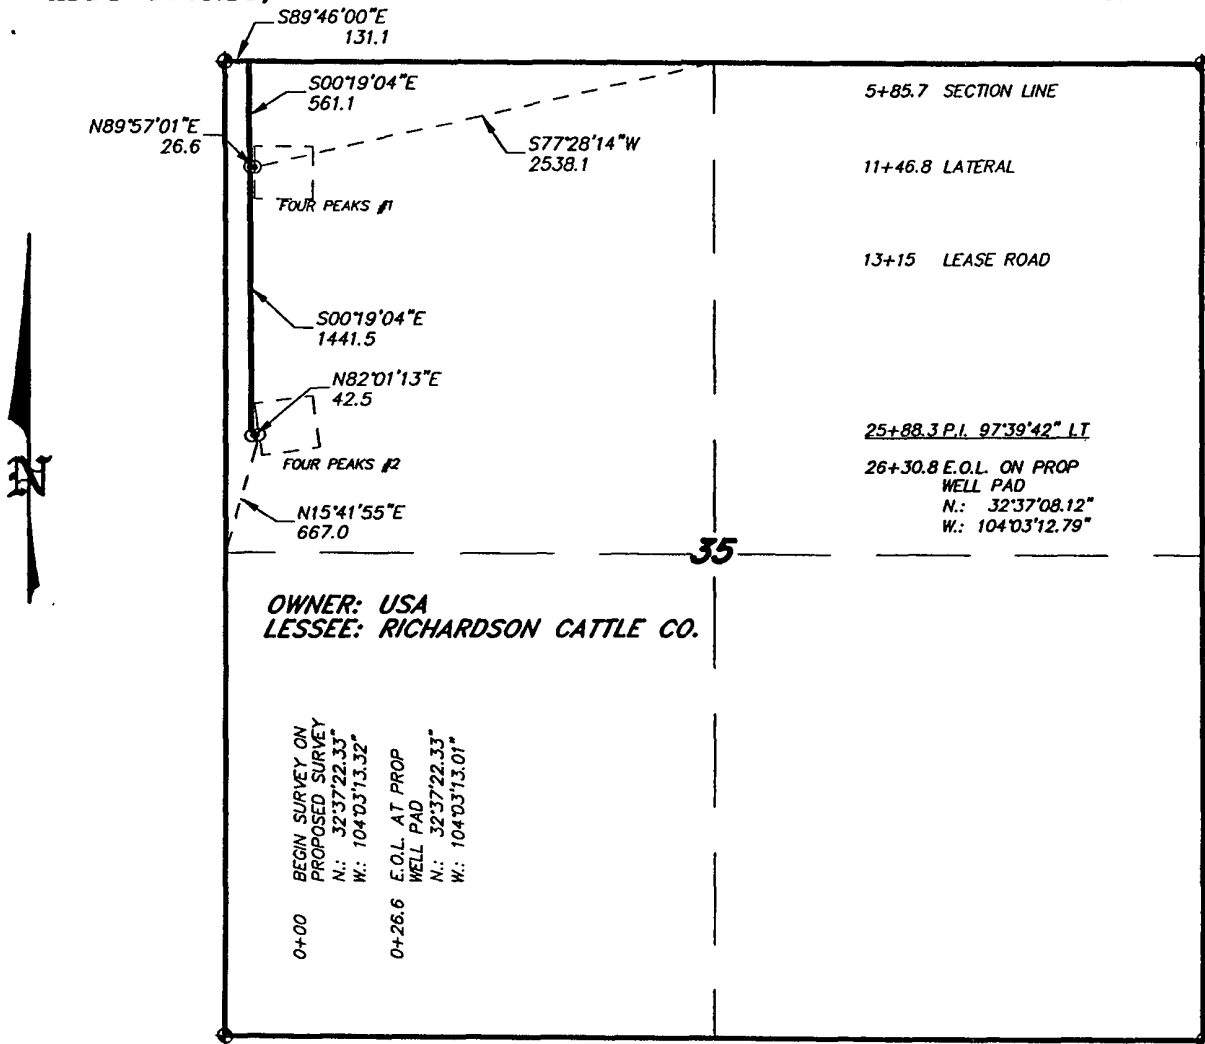 S89°46'00"E
131.1
S00°19'04"E
561.1
N89°57'01"E
26.6
S77°28'14"W
2538.1
5+85.7 SECTION LINE
11+46.8 LATERAL
FOUR PEAKS #1
13+15 LEASE ROAD
S00°19'04"E
1441.5
N82°01'13"E
42.5
25+88.3 P.I. 97°39'42" LT
FOUR PEAKS #2
26+30.8 E.O.L. ON PROP
WELL PAD
N.: 32°37'08.12"
W.: 104°03'12.79"
N15°41'55"E
667.0
35
OWNER: USA
LESSEE: RICHARDSON CATTLE CO.
0+00 BEGIN SURVEY ON
PROPOSED SURVEY
N.: 32°37'22.33"
W.: 104°03'13.32"
0+26.6 E.O.L. AT PROP
WELL PAD
N.: 32°37'22.33"
W.: 104°03'13.01"
N